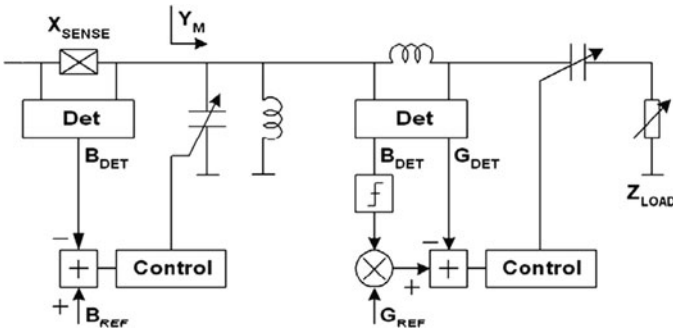 X_SENSE
Y_M
Det
Det
B_DET
B_DET
G_DET
Z_LOAD
−
−
+
Control
×
+
+
Control
+
B_REF
G_REF